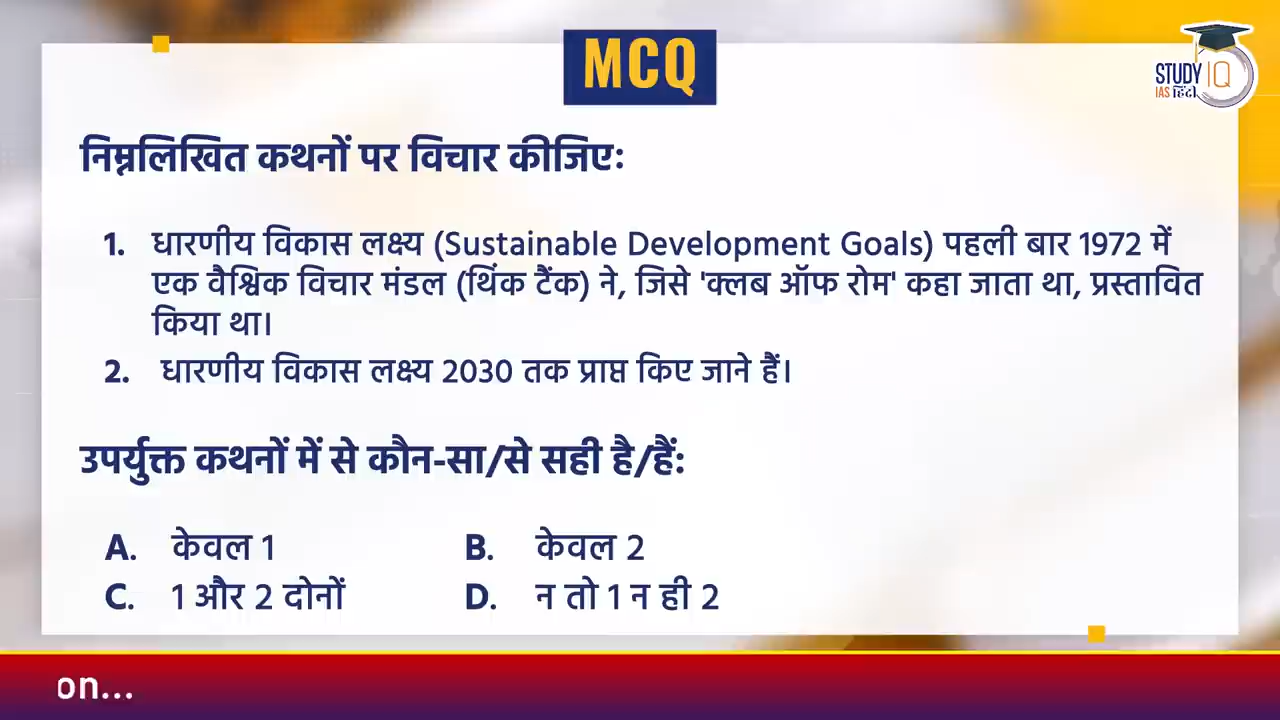 MCQ
STUDY IQ
IAS हिंदी
निम्नलिखित कथनों पर विचार कीजिएः
1. धारणीय विकास लक्ष्य (Sustainable Development Goals) पहली बार 1972 में
एक वैश्विक विचार मंडल (थिंक टैंक) ने, जिसे 'क्लब ऑफ रोम' कहा जाता था, प्रस्तावित
किया था।
2. धारणीय विकास लक्ष्य 2030 तक प्राप्त किए जाने हैं।
उपर्युक्त कथनों में से कौन-सा/से सही है/हैं:
A. केवल 1 B. केवल 2
C. 1 और 2 दोनों D. न तो 1 न ही 2
on...